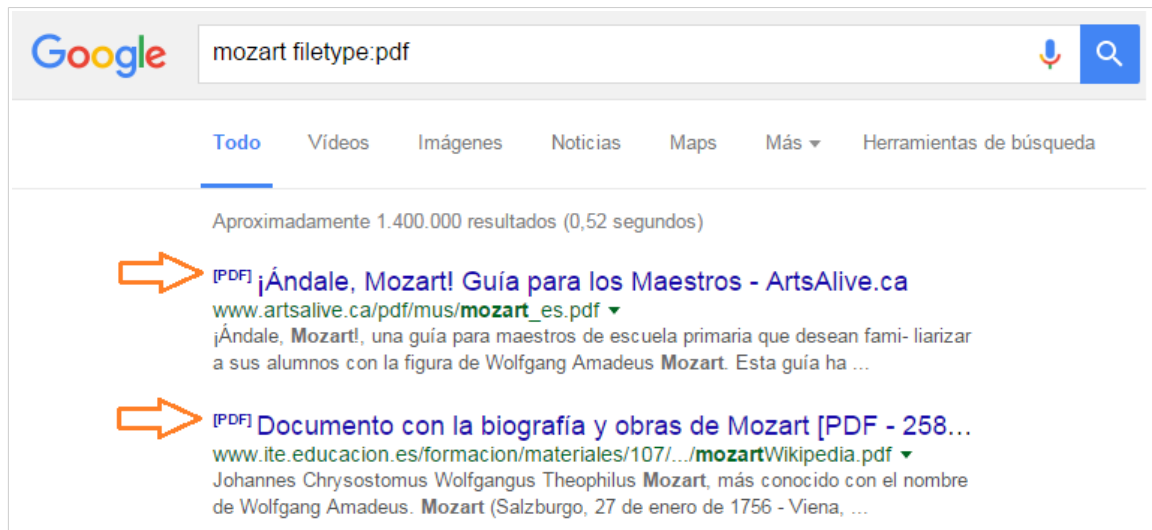 Google mozart filetype:pdf
Todo Vídeos Imágenes Noticias Maps Más Herramientas de búsqueda
Aproximadamente 1.400.000 resultados (0,52 segundos)
[PDF] ¡Ándale, Mozart! Guía para los Maestros - ArtsAlive.ca
www.artsalive.ca/pdf/mus/mozart_es.pdf
¡Ándale, Mozart!, una guía para maestros de escuela primaria que desean fami- liarizar
a sus alumnos con la figura de Wolfgang Amadeus Mozart. Esta guía ha ...
[PDF] Documento con la biografía y obras de Mozart [PDF - 258...
www.ite.educacion.es/formacion/materiales/107/.../mozartWikipedia.pdf
Johannes Chrysostomus Wolfgangus Theophilus Mozart, más conocido con el nombre
de Wolfgang Amadeus. Mozart (Salzburgo, 27 de enero de 1756 - Viena, ...